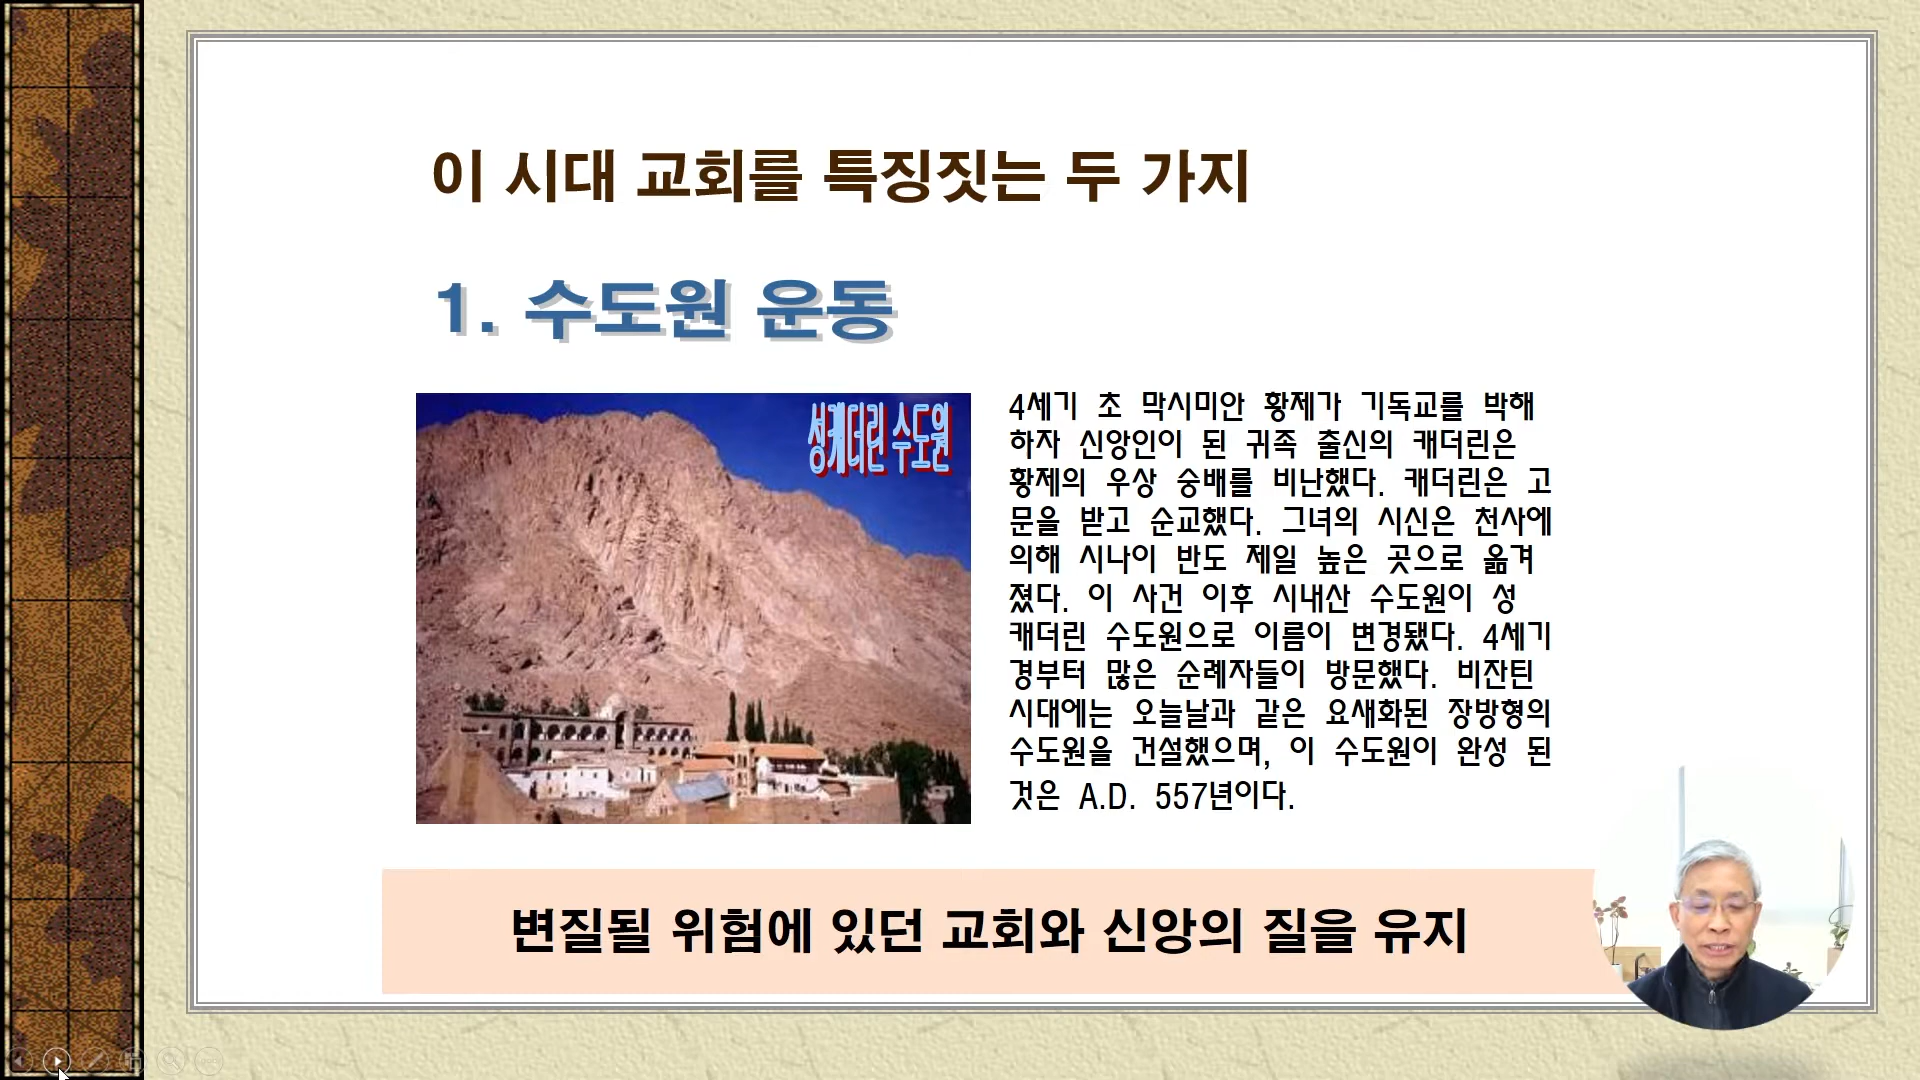 이 시대 교회를 특징짓는 두 가지
1. 수도원 운동
성캐더린 수도원
4세기 초 막시미안 황제가 기독교를 박해
하자 신앙인이 된 귀족 출신의 캐더린은
황제의 우상 숭배를 비난했다. 캐더린은 고
문을 받고 순교했다. 그녀의 시신은 천사에
의해 시나이 반도 제일 높은 곳으로 옮겨
졌다. 이 사건 이후 시내산 수도원이 성
캐더린 수도원으로 이름이 변경됐다. 4세기
경부터 많은 순례자들이 방문했다. 비잔틴
시대에는 오늘날과 같은 요새화된 장방형의
수도원을 건설했으며, 이 수도원이 완성 된
것은 A.D. 557년이다.
변질될 위험에 있던 교회와 신앙의 질을 유지